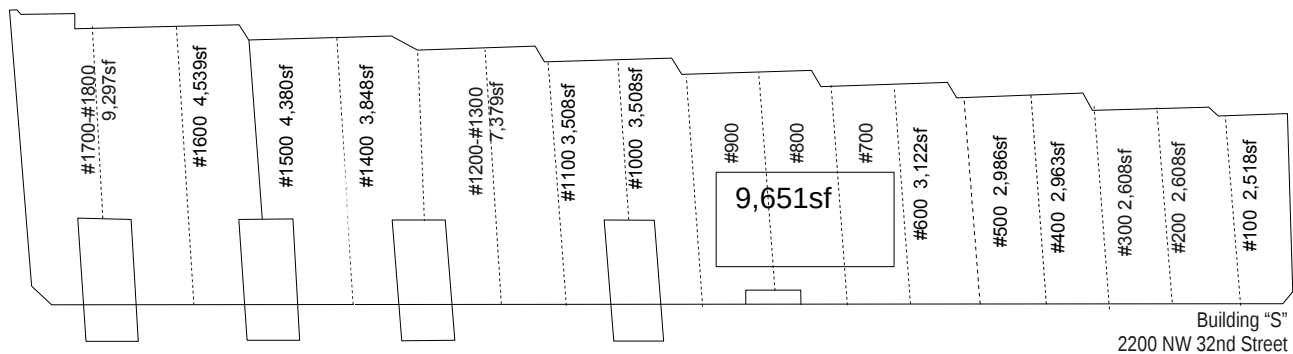 #1700-#1800
9,297sf
#1600 4,539sf
#1500 4,380sf
#1400 3,848sf
#1200-#1300
7,379sf
#1100 3,508sf
#1000 3,508sf
#900
#800
#700
9,651sf
#600 3,122sf
#500 2,986sf
#400 2,963sf
#300 2,608sf
#200 2,608sf
#100 2,518sf
Building “S”
2200 NW 32nd Street